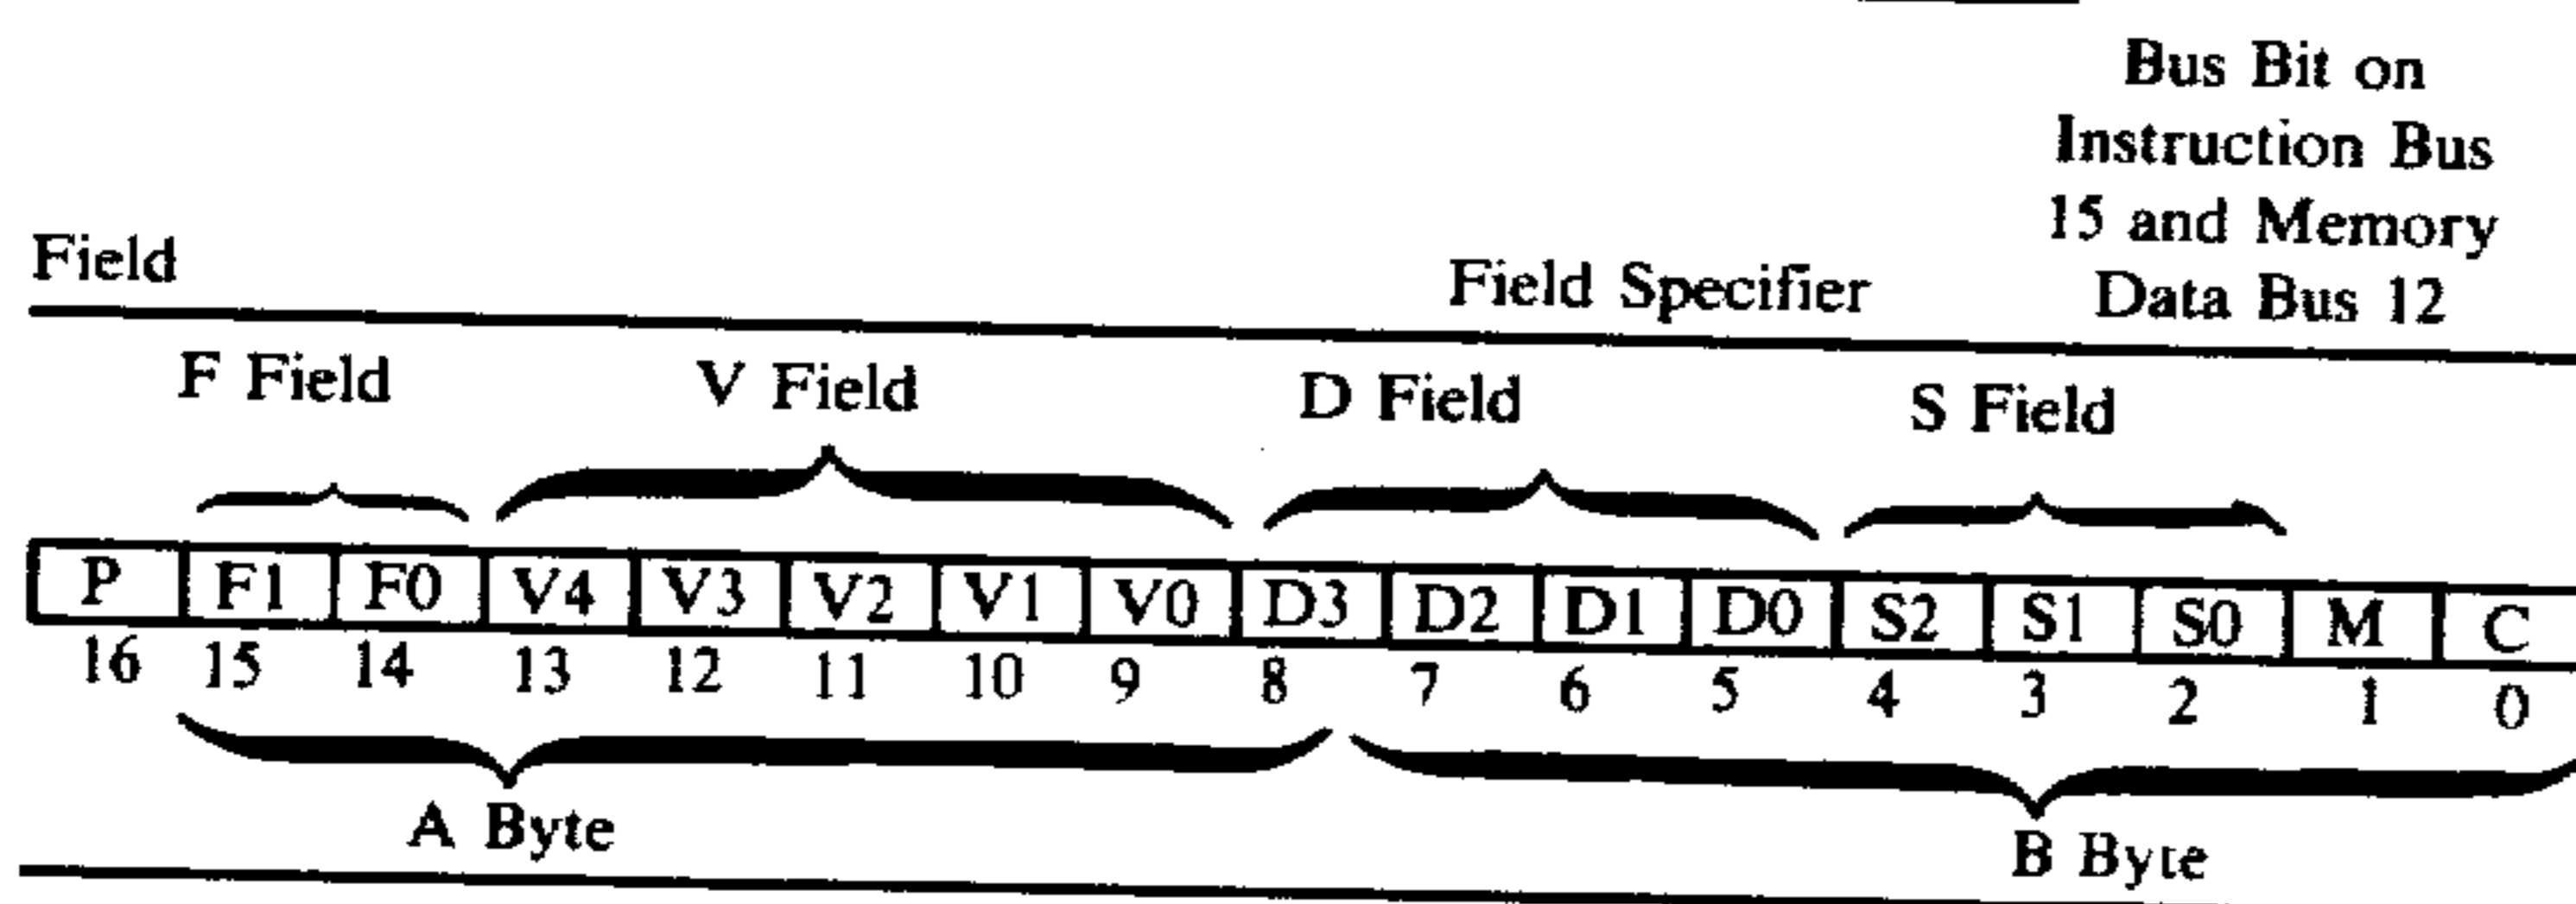 Bus Bit on
Instruction Bus
15 and Memory
Field Field Specifier Data Bus 12
F Field V Field D Field S Field
P F1 F0 V4 V3 V2 V1 V0 D3 D2 D1 D0 S2 S1 S0 M C
16 15 14 13 12 11 10 9 8 7 6 5 4 3 2 1 0
A Byte B Byte